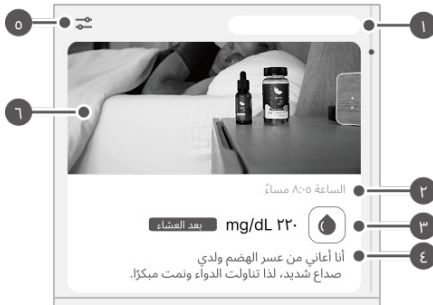 ٥
١
٦
الساعة ٨:٠٥ مساءً
٢
mg/dL ٢٢٠ بعد العشاء
٣
أنا أعاني من عسر الهضم ولدي
٤
صداع شديد، لذا تناولت الدواء ونمت مبكرًا.